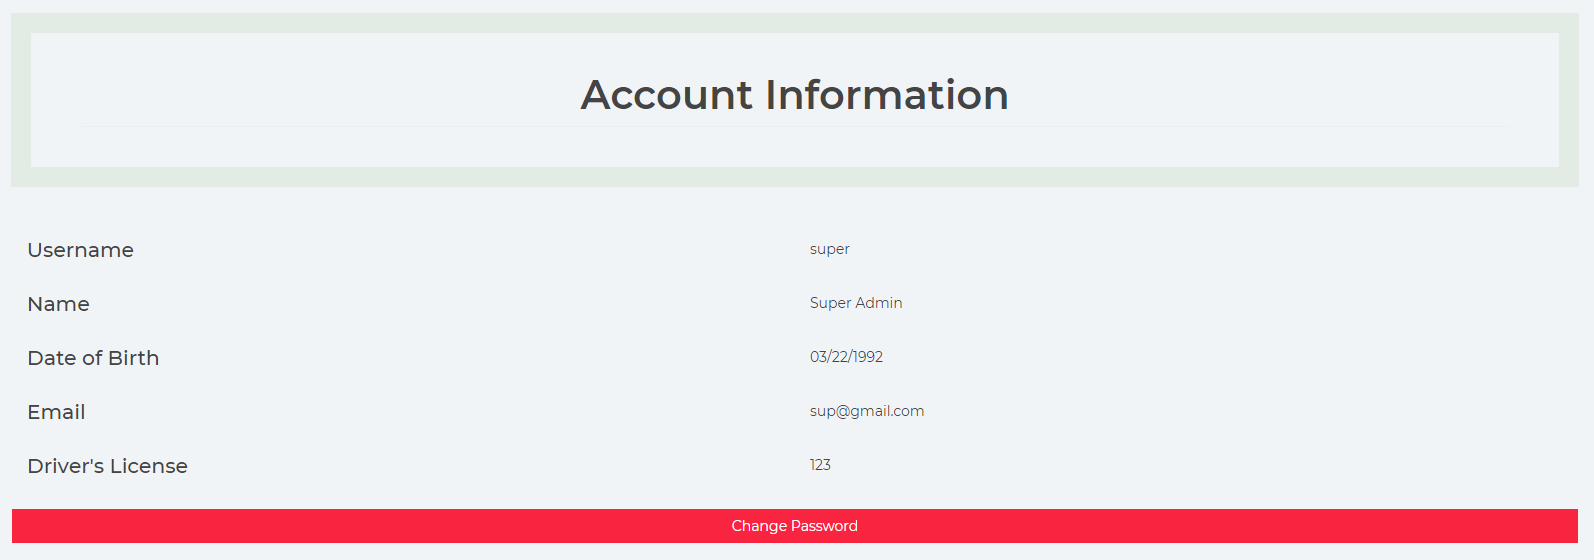 Account Information
Username super
Name Super Admin
Date of Birth 03/22/1992
Email sup@gmail.com
Driver's License 123
Change Password